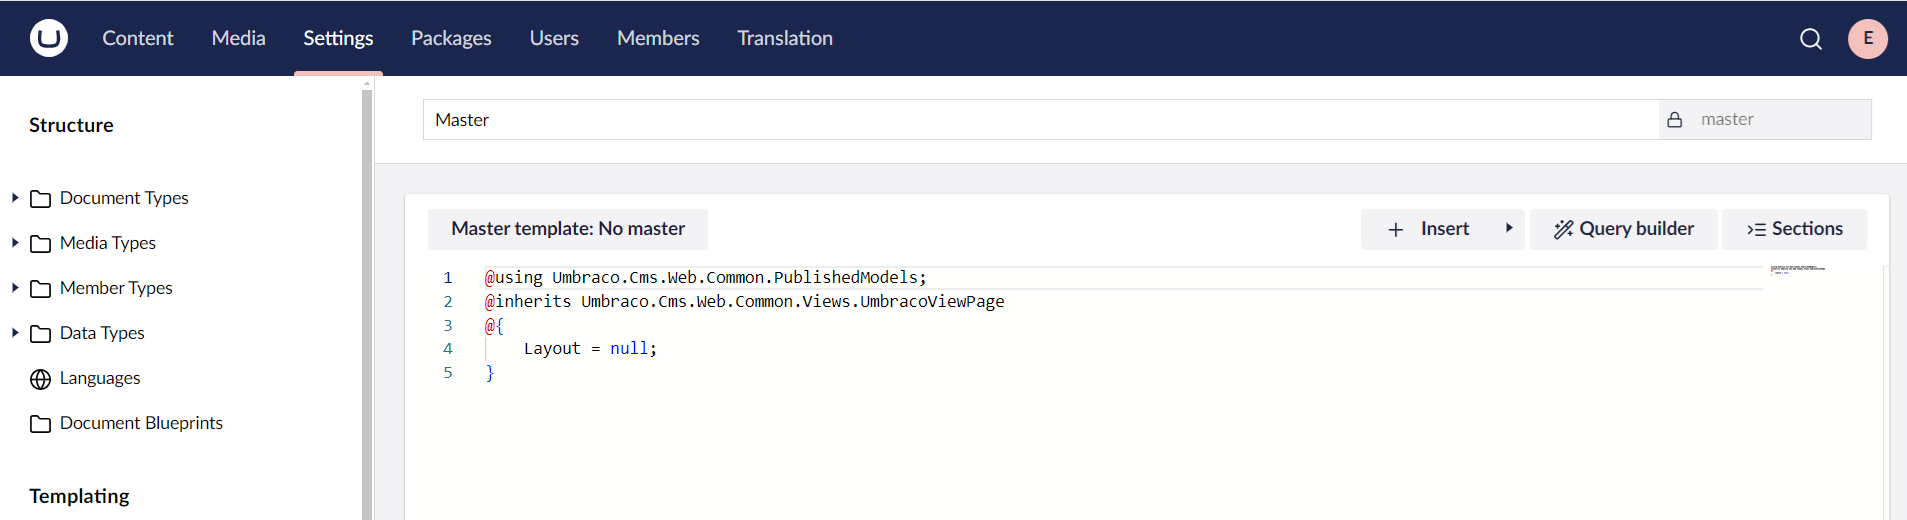 Content Media Settings Packages Users Members Translation E
Structure
Document Types
Media Types
Member Types
Data Types
Languages
Document Blueprints
Templating
Master master
Master template: No master Insert Query builder Sections
1 @using Umbraco.Cms.Web.Common.PublishedModels;
2 @inherits Umbraco.Cms.Web.Common.Views.UmbracoViewPage
3 @{
4 Layout = null;
5 }